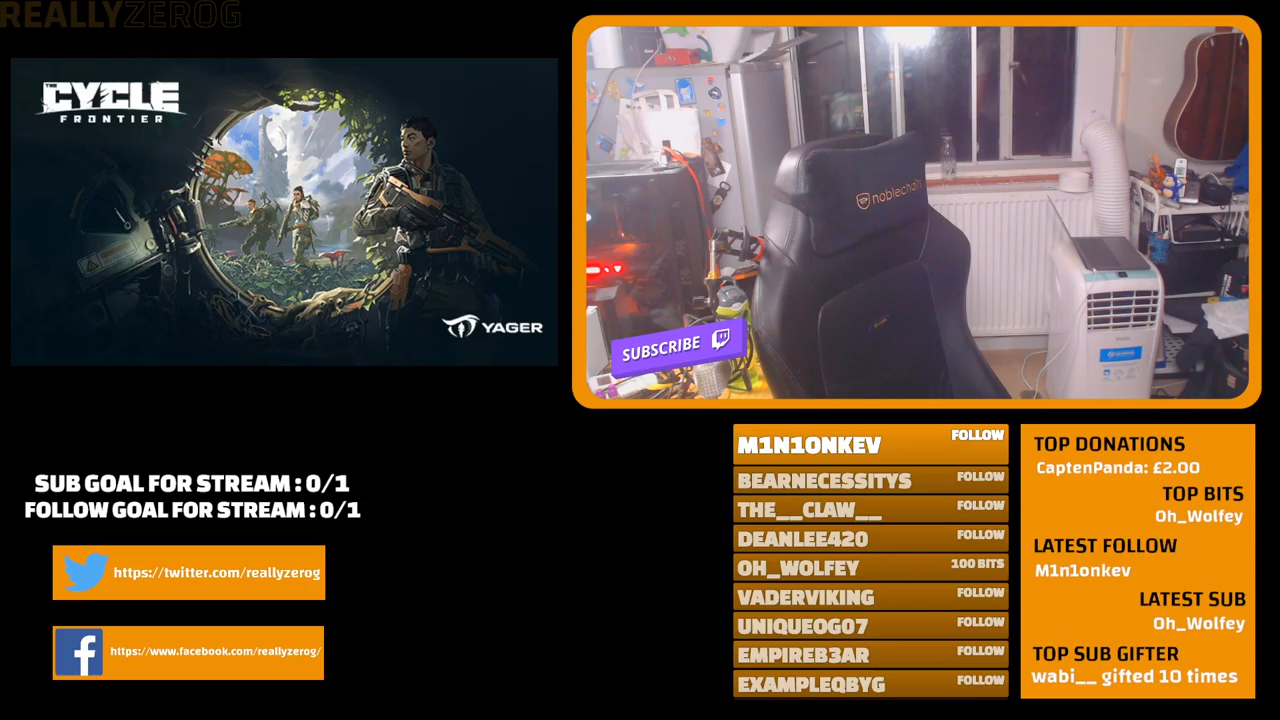 REALLYZEROG
THE
CYCLE
FRONTIER
YAGER
noblechairs
SUBSCRIBE
SUB GOAL FOR STREAM : 0/1
FOLLOW GOAL FOR STREAM : 0/1
https://twitter.com/reallyzerog
https://www.facebook.com/reallyzerog/
M1N1ONKEV FOLLOW
BEARNECESSITYS FOLLOW
THE__CLAW__ FOLLOW
DEANLEE420 FOLLOW
OH_WOLFEY 100 BITS
VADERVIKING FOLLOW
UNIQUEOG07 FOLLOW
EMPIREB3AR FOLLOW
EXAMPLEQBYG FOLLOW
TOP DONATIONS
CaptenPanda: £2.00
TOP BITS
Oh_Wolfey
LATEST FOLLOW
M1n1onkev
LATEST SUB
Oh_Wolfey
TOP SUB GIFTER
wabi__ gifted 10 times